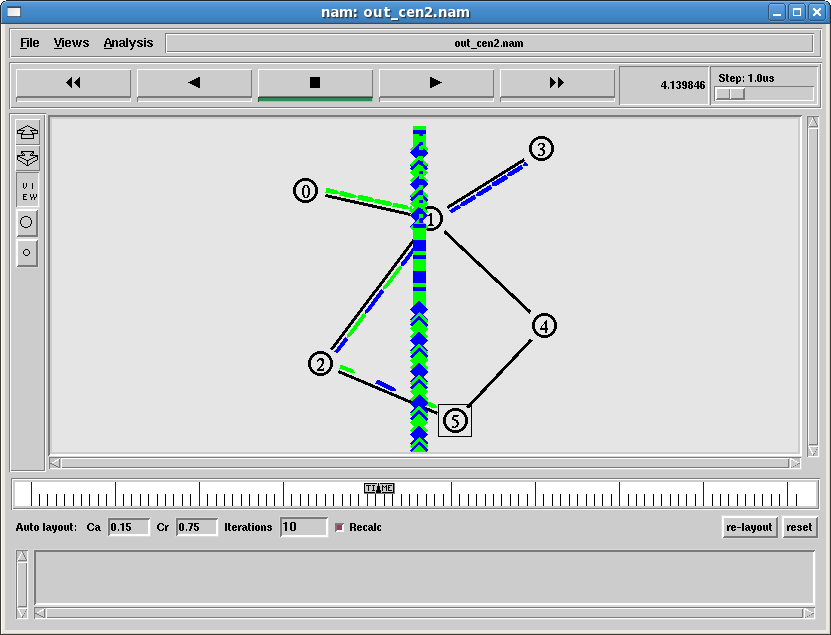 nam: out_cen2.nam
File Views Analysis out_cen2.nam
4.139846 Step: 1.0us
V I
E W
3
0
1
4
2
5
TIME
Auto layout: Ca 0.15 Cr 0.75 Iterations 10 Recalc re-layout reset